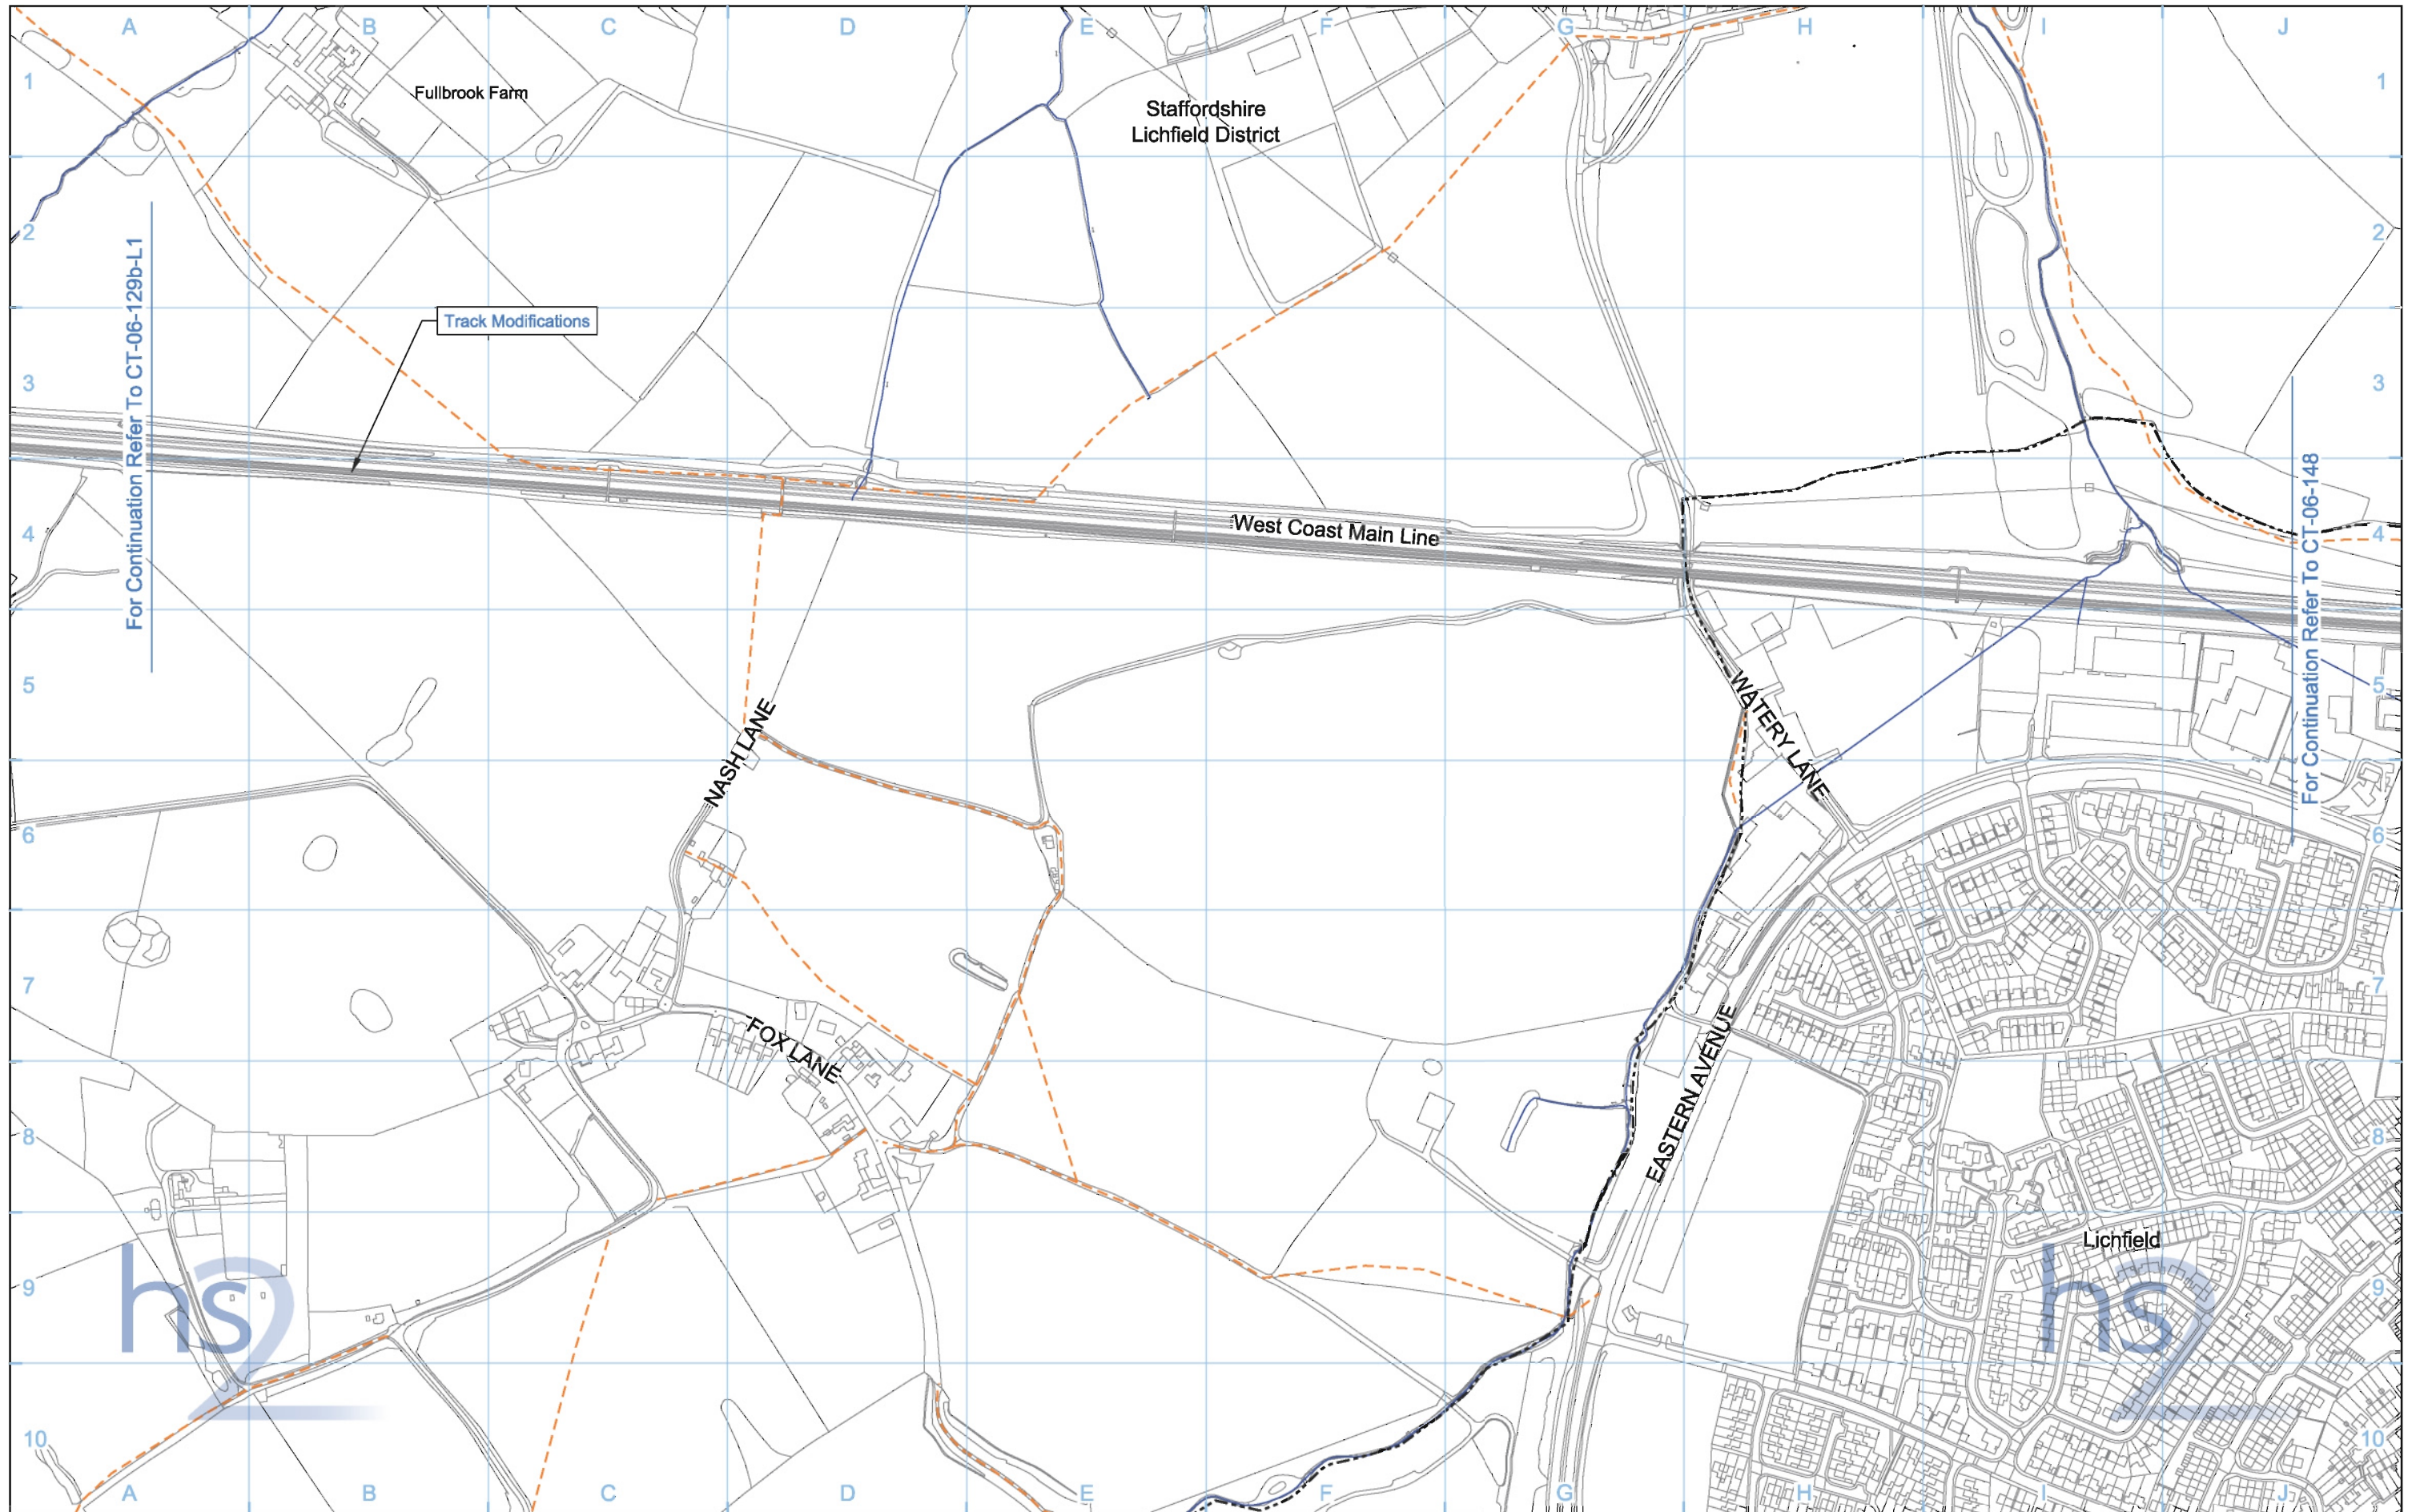 A B C D E F G H I J
1 1
Fullbrook Farm
Staffordshire
Lichfield District
2 2
For Continuation Refer To CT-06-129b-L1
Track Modifications
3 3
For Continuation Refer To CT-06-148
4 4
West Coast Main Line
5 5
NASH LANE
WATERY LANE
6 6
7 7
FOX LANE
EASTERN AVENUE
8 8
Lichfield
9 9
hs2
hs2
10 10
A B C D E F G H I J